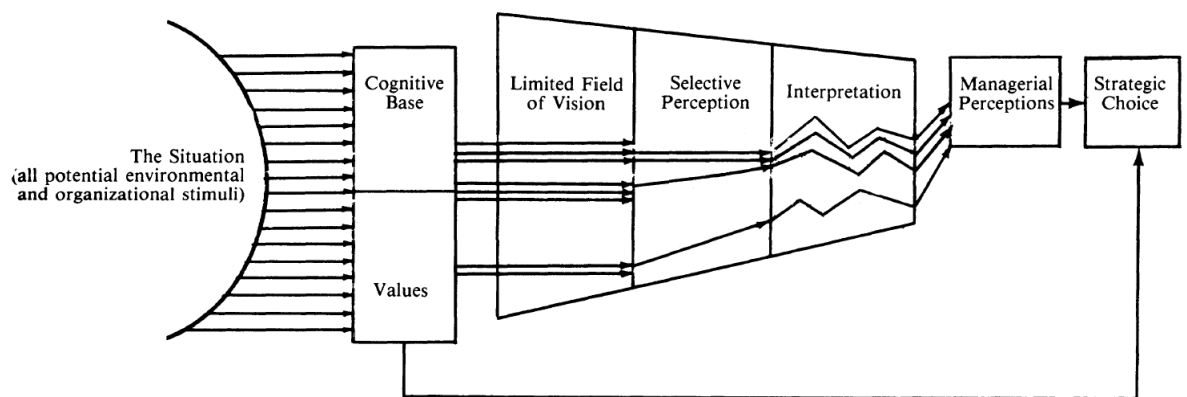 The Situation
(all potential environmental
and organizational stimuli)
Cognitive
Base
Values
Limited Field
of Vision
Selective
Perception
Interpretation
Managerial
Perceptions
Strategic
Choice